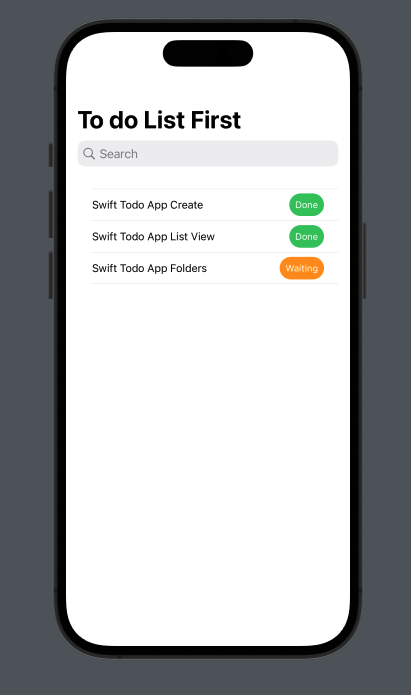 To do List First
Search
Swift Todo App Create Done
Swift Todo App List View Done
Swift Todo App Folders Waiting